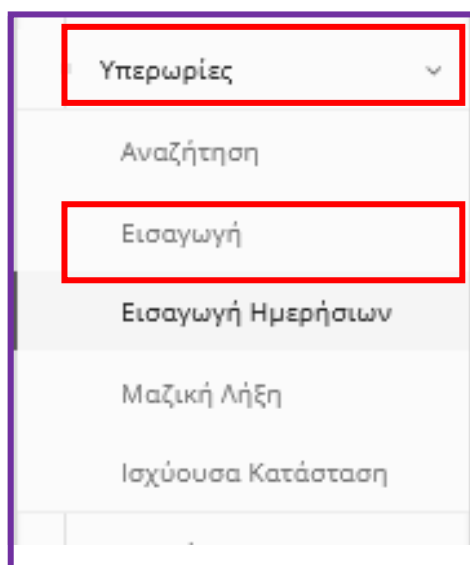 Υπερωρίες
Αναζήτηση
Εισαγωγή
Εισαγωγή Ημερήσιων
Μαζική Λήξη
Ισχύουσα Κατάσταση